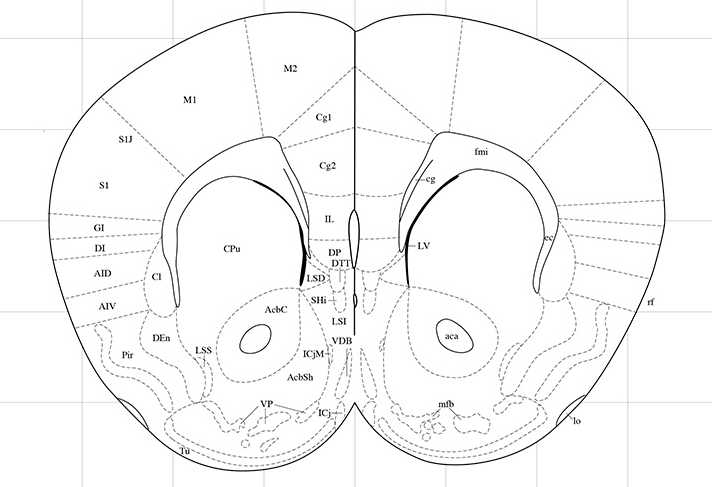 M2
M1
Cg1
S1J
fmi
Cg2
cg
S1
IL
GI
ec
DI
CPu
LV
DP
DTT
AID
Cl
LSD
SHi
rf
AIV
AcbC
LSI
DEn
aca
VDB
LSS
Pir
ICjM
AcbSh
VP
mfb
ICj
lo
Tu